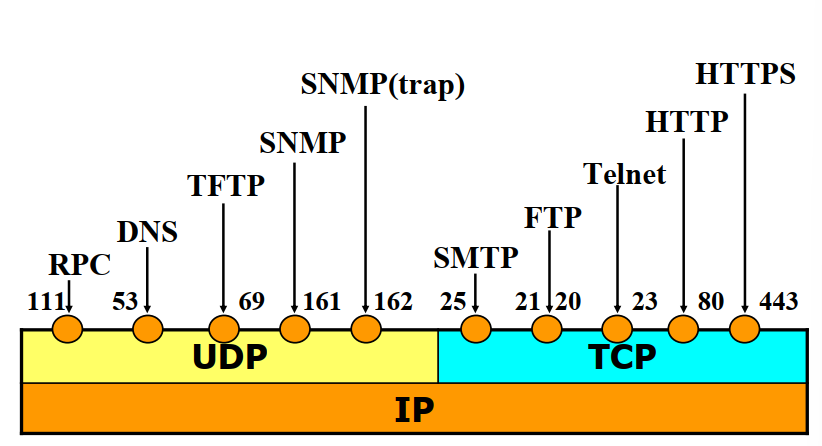 HTTPS
SNMP(trap)
HTTP
SNMP
Telnet
TFTP
FTP
DNS
SMTP
RPC
111 53 69 161 162 25 21 20 23 80 443
UDP TCP
IP